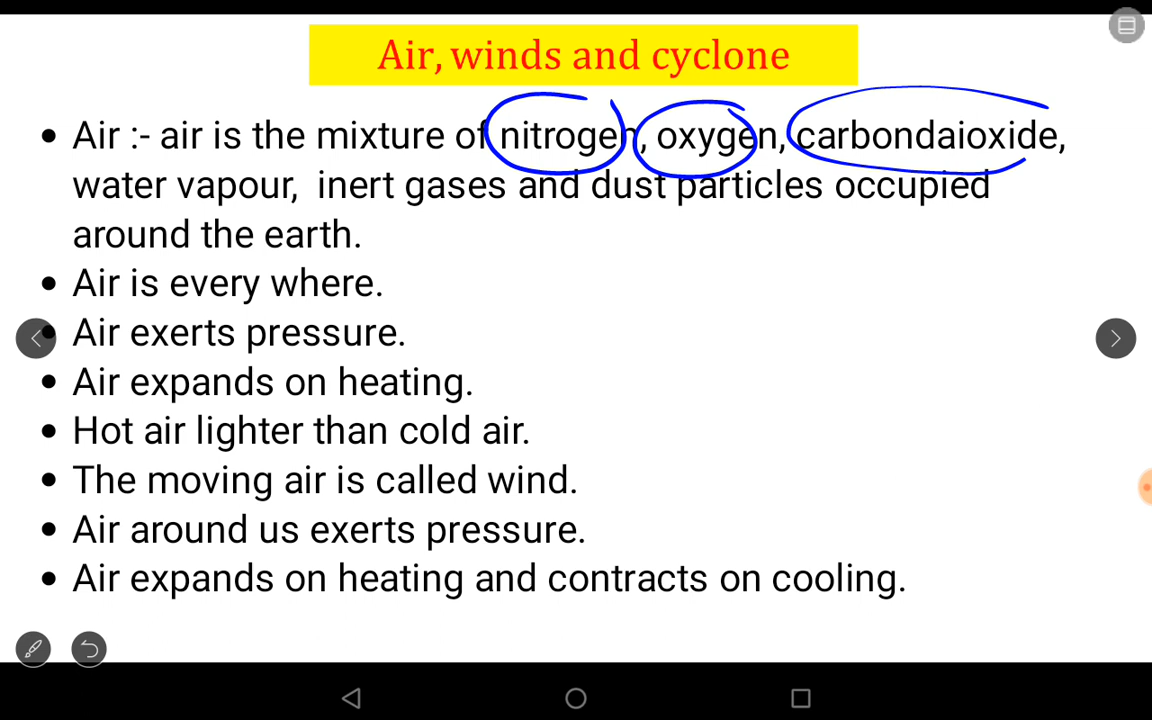 Air, winds and cyclone
• Air :- air is the mixture of nitrogen, oxygen, carbondaioxide,
water vapour, inert gases and dust particles occupied
around the earth.
• Air is every where.
• Air exerts pressure.
• Air expands on heating.
• Hot air lighter than cold air.
• The moving air is called wind.
• Air around us exerts pressure.
• Air expands on heating and contracts on cooling.